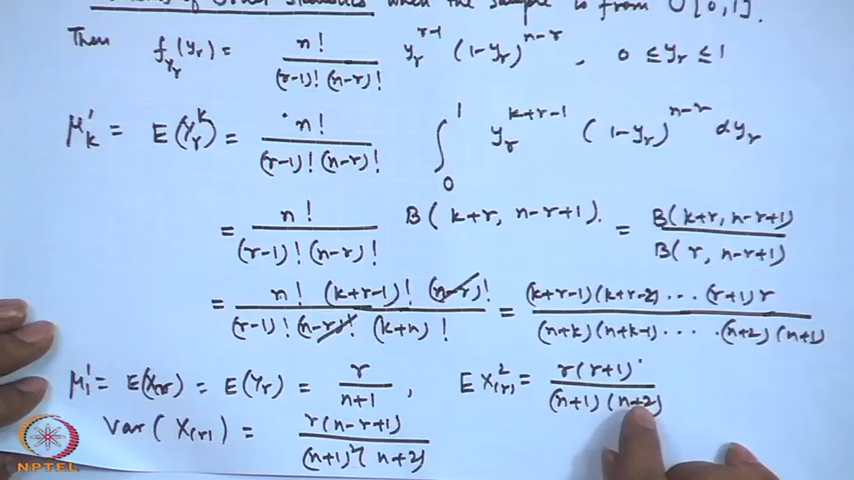 of Order Statistics when the sample is from U[0,1].
Then f_{Y_r}(y_r) = n! / ((r-1)! (n-r)!) y_r^{r-1} (1-y_r)^{n-r}, 0 ≤ y_r ≤ 1
μ_k' = E(Y_r^k) = n! / ((r-1)! (n-r)!) ∫_0^1 y_r^{k+r-1} (1-y_r)^{n-r} dy_r
= n! / ((r-1)! (n-r)!) B(k+r, n-r+1). = B(k+r, n-r+1) / B(r, n-r+1)
= n! (k+r-1)! (n-r)! / ((r-1)! (n-r)! (k+n)!) = (k+r-1)(k+r-2)...(r+1)r / ((n+k)(n+k-1)....(n+2)(n+1))
μ_1' = E(X_(r)) = E(Y_r) = r / (n+1), E X_(r)^2 = r(r+1) / ((n+1)(n+2))
Var(X_(r)) = r(n-r+1) / ((n+1)^2 (n+2))
NPTEL